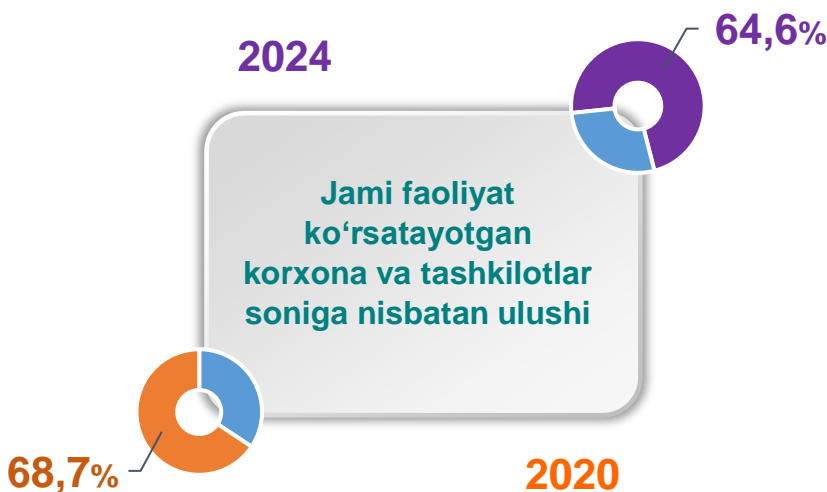 2024
64,6%
Jami faoliyat
ko‘rsatayotgan
korxona va tashkilotlar
soniga nisbatan ulushi
68,7%
2020